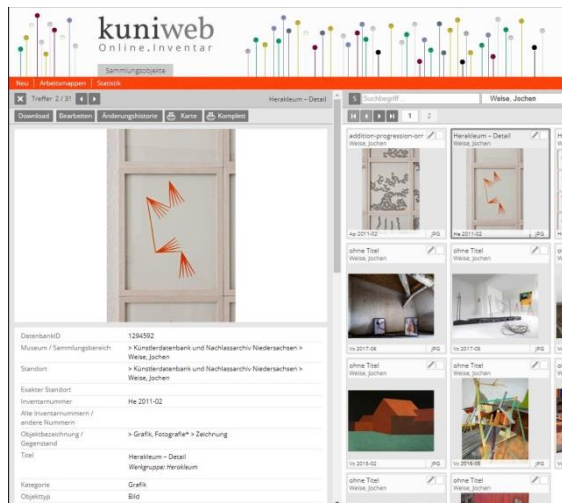 kuniweb
Online.Inventar
Sammlungsobjekte
Neu Arbeitsmappen Statistik
Treffer 2 / 31
Herakleum – Detail
Download Bearbeiten Änderungshistorie Karte Komplett
DatenbankID 1294592
Museum / Sammlungsbereich > Künstlerdatenbank und Nachlassarchiv Niedersachsen >
Weise, Jochen
Standort > Künstlerdatenbank und Nachlassarchiv Niedersachsen >
Weise, Jochen
Exakter Standort
Inventarnummer He 2011-02
Alte Inventarnummern /
andere Nummern
Objektbezeichnung / > Grafik, Fotografie* > Zeichnung
Gegenstand
Titel Herakleum – Detail
Werkgruppe: Herakleum
Kategorie Grafik
Objekttyp Bild
S Suchbegriff... Weise, Jochen
1 2
addition-progression-orr
Weise, Jochen
Ap 2011-02 JPG
Herakleum – Detail
Weise, Jochen
He 2011-02 JPG
ohne Titel
Weise, Jochen
Vs 2017-06 JPG
ohne Titel
Weise, Jochen
Vs 2017-05 JPG
ohne Titel
Weise, Jochen
Vs 2018-02 JPG
ohne Titel
Weise, Jochen
Vs 2016-05 JPG
ohne Titel
Weise, Jochen
ohne Titel
Weise, Jochen